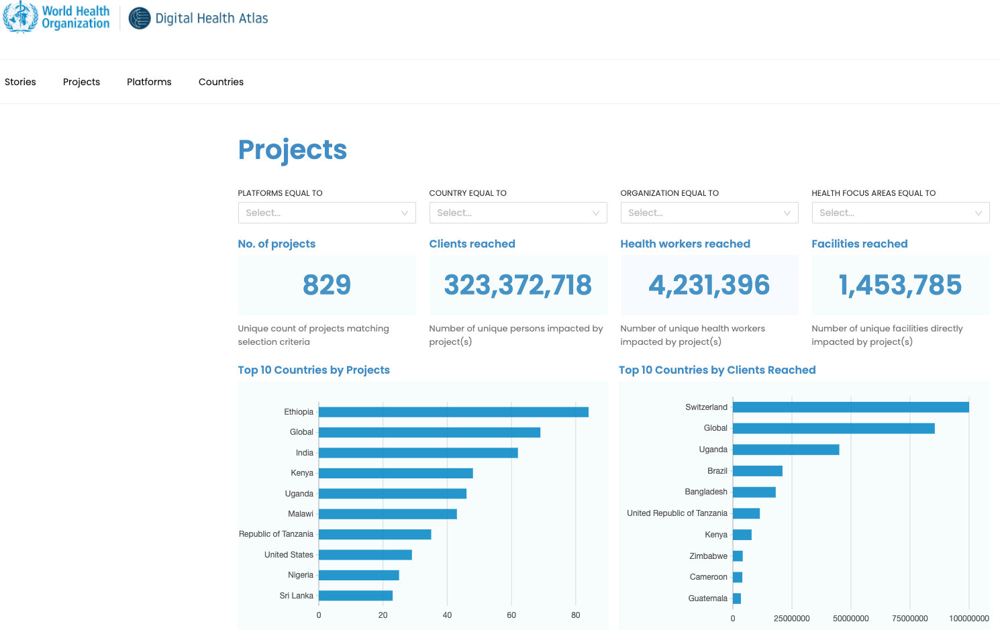 World Health
Organization
Digital Health Atlas
Stories Projects Platforms Countries
Projects
PLATFORMS EQUAL TO COUNTRY EQUAL TO ORGANIZATION EQUAL TO HEALTH FOCUS AREAS EQUAL TO
Select... Select... Select... Select...
No. of projects Clients reached Health workers reached Facilities reached
829 323,372,718 4,231,396 1,453,785
Unique count of projects matching
selection criteria
Number of unique persons impacted by
project(s)
Number of unique health workers
impacted by project(s)
Number of unique facilities directly
impacted by project(s)
Top 10 Countries by Projects
Ethiopia
Global
India
Kenya
Uganda
Malawi
Republic of Tanzania
United States
Nigeria
Sri Lanka
0 20 40 60 80
Top 10 Countries by Clients Reached
Switzerland
Global
Uganda
Brazil
Bangladesh
United Republic of Tanzania
Kenya
Zimbabwe
Cameroon
Guatemala
0 25000000 50000000 75000000 100000000